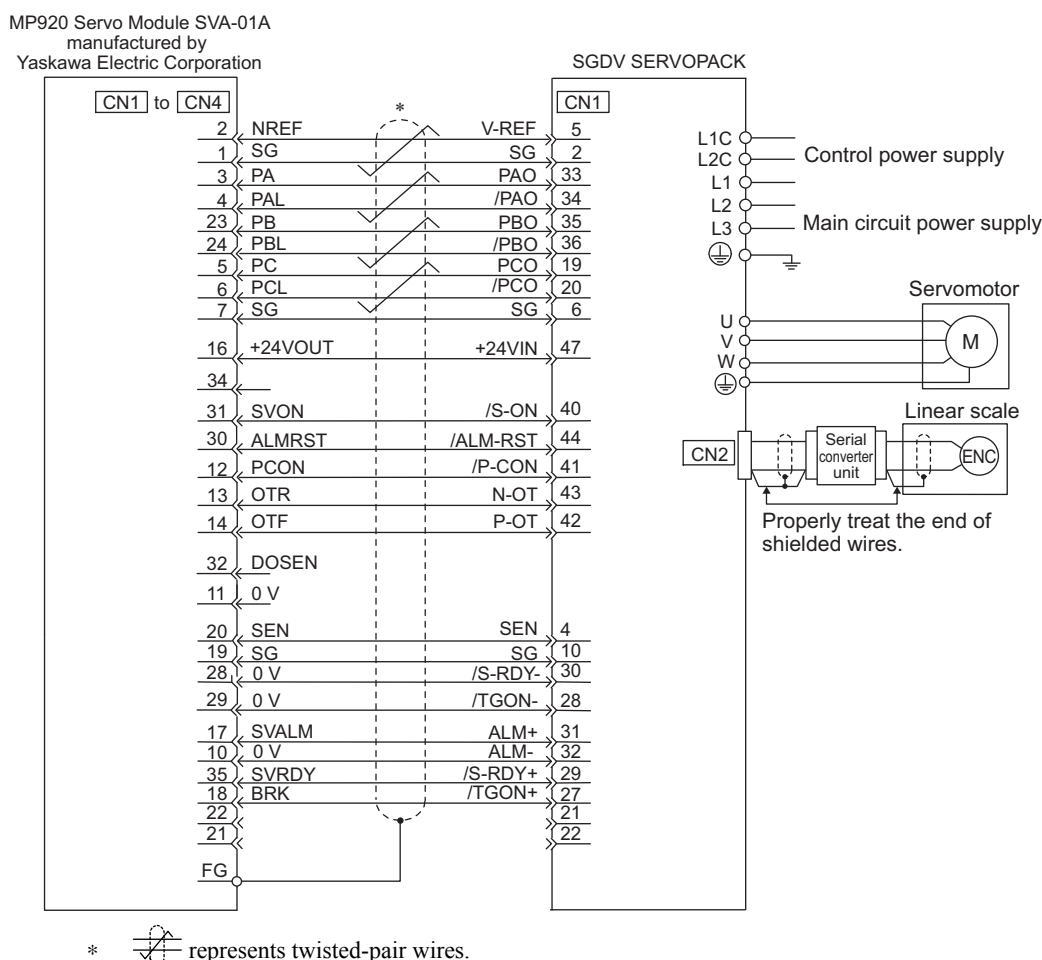 MP920 Servo Module SVA-01A
manufactured by
Yaskawa Electric Corporation
SGDV SERVOPACK
CN1 to CN4
*
CN1
2 NREF V-REF 5
1 SG SG 2
3 PA PAO 33
4 PAL /PAO 34
23 PB PBO 35
24 PBL /PBO 36
5 PC PCO 19
6 PCL /PCO 20
7 SG SG 6
16 +24VOUT +24VIN 47
34
31 SVON /S-ON 40
30 ALMRST /ALM-RST 44
12 PCON /P-CON 41
13 OTR N-OT 43
14 OTF P-OT 42
32 DOSEN
11 0 V
20 SEN SEN 4
19 SG SG 10
28 0 V /S-RDY- 30
29 0 V /TGON- 28
17 SVALM ALM+ 31
10 0 V ALM- 32
35 SVRDY /S-RDY+ 29
18 BRK /TGON+ 27
22 21
21 22
FG
L1C
L2C
Control power supply
L1
L2
L3
Main circuit power supply
Servomotor
U
V
W
M
Linear scale
CN2
Serial
converter
unit
ENC
Properly treat the end of
shielded wires.
* represents twisted-pair wires.